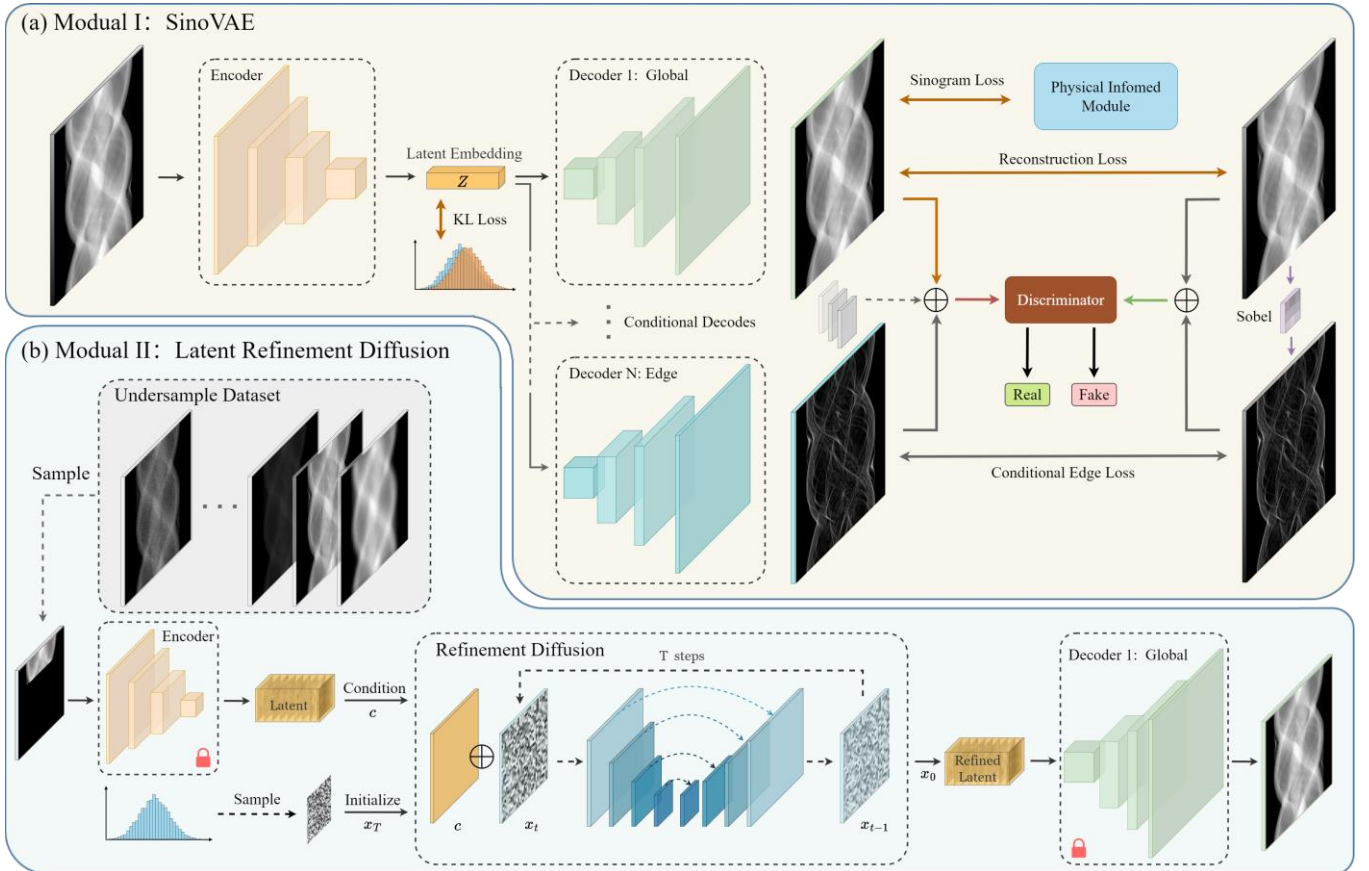 (a) Modual I: SinoVAE
Encoder
Decoder 1: Global
Sinogram Loss
Physical Infomed
Module
Latent Embedding
Z
KL Loss
Reconstruction Loss
Conditional Decodes
Discriminator
Sobel
Real
Fake
Decoder N: Edge
Conditional Edge Loss
(b) Modual II: Latent Refinement Diffusion
Undersample Dataset
Sample
Encoder
Latent
Condition
c
Refinement Diffusion
T steps
Decoder 1: Global
Sample
Initialize
x_T
c
x_t
x_{t-1}
x_0
Refined
Latent